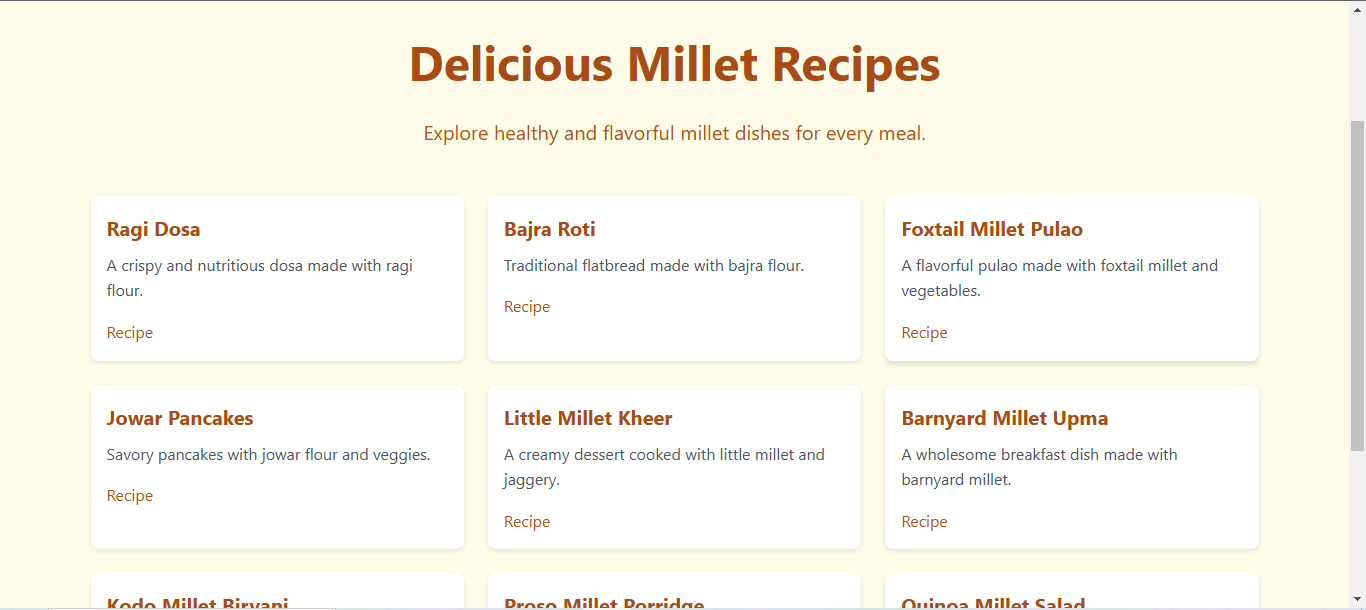 Delicious Millet Recipes
Explore healthy and flavorful millet dishes for every meal.
Ragi Dosa
A crispy and nutritious dosa made with ragi
flour.
Recipe
Bajra Roti
Traditional flatbread made with bajra flour.
Recipe
Foxtail Millet Pulao
A flavorful pulao made with foxtail millet and
vegetables.
Recipe
Jowar Pancakes
Savory pancakes with jowar flour and veggies.
Recipe
Little Millet Kheer
A creamy dessert cooked with little millet and
jaggery.
Recipe
Barnyard Millet Upma
A wholesome breakfast dish made with
barnyard millet.
Recipe
Kodo Millet Biryani
Proso Millet Porridge
Quinoa Millet Salad